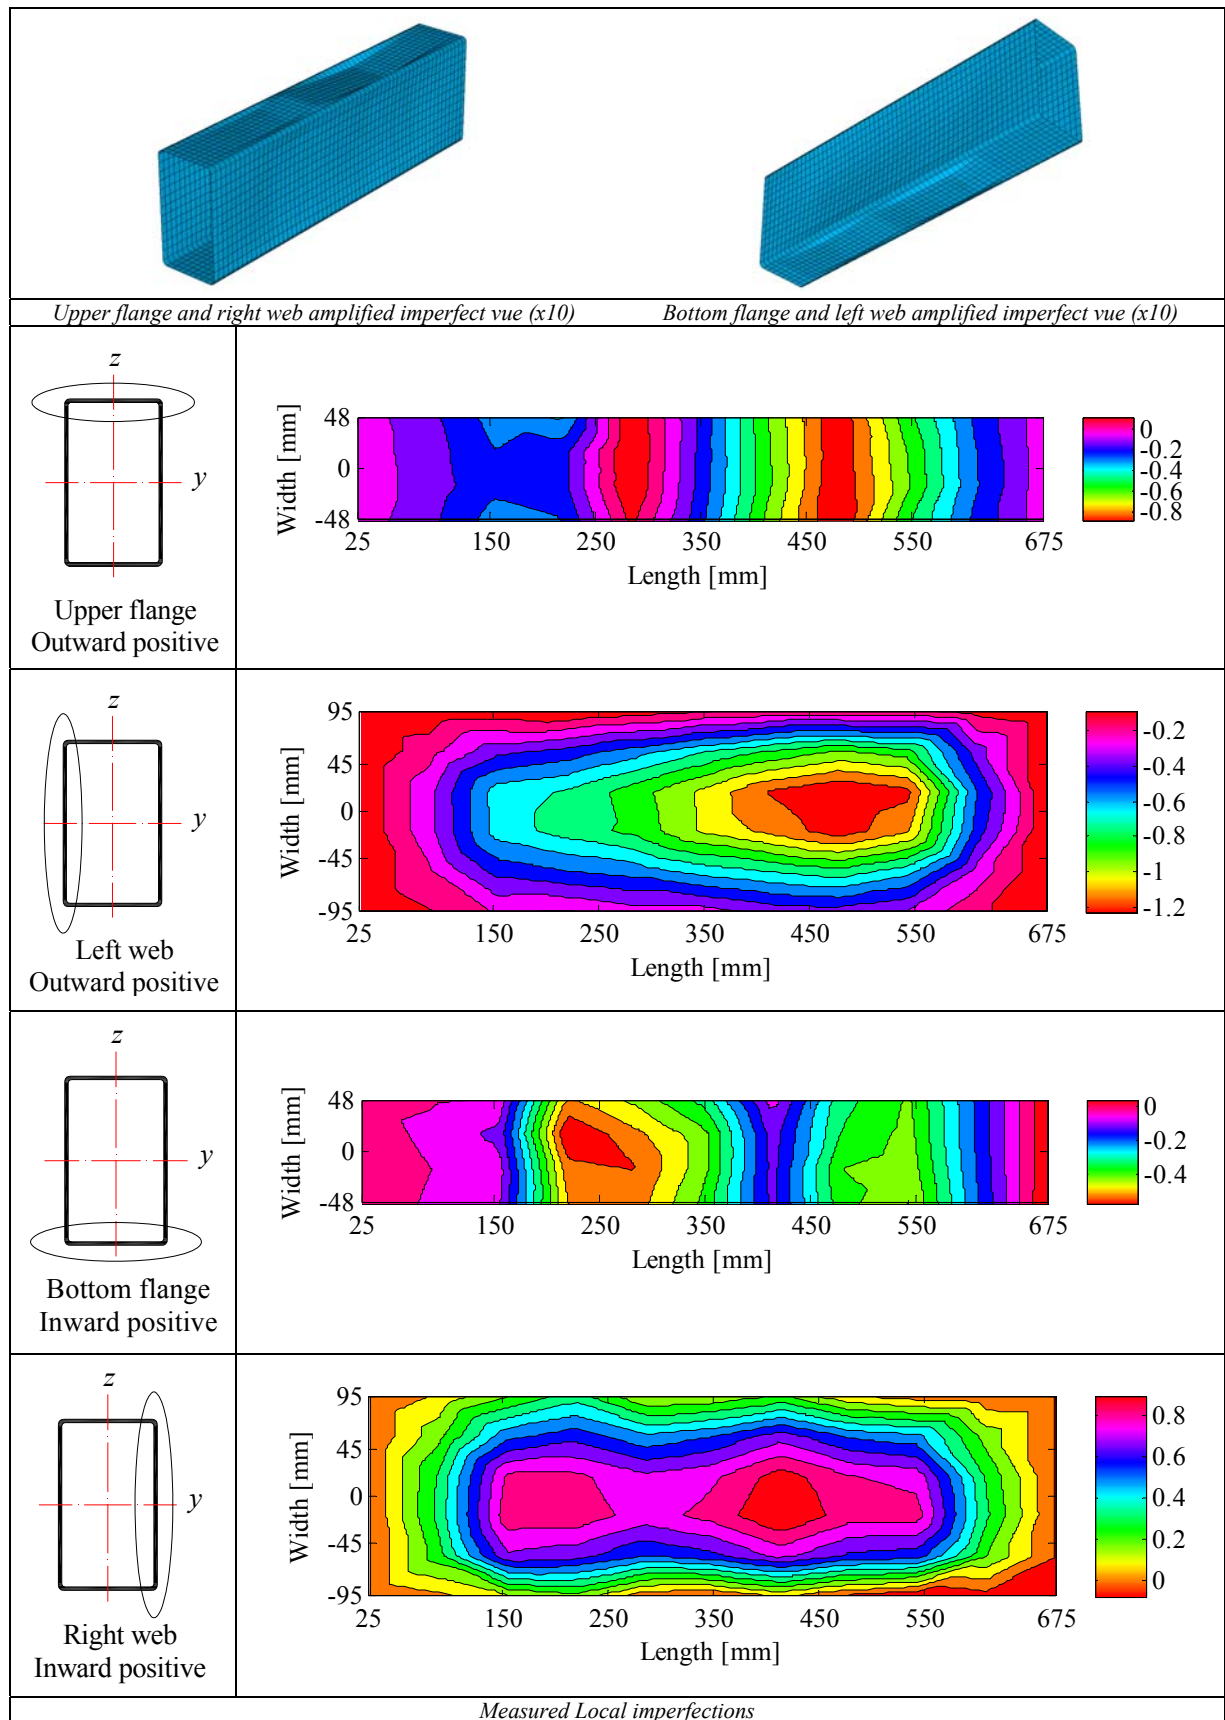 Upper flange and right web amplified imperfect vue (x10)
Bottom flange and left web amplified imperfect vue (x10)
z
y
Upper flange
Outward positive
Width [mm]
48
0
-48
25 150 250 350 450 550 675
Length [mm]
0
-0.2
-0.4
-0.6
-0.8
z
y
Left web
Outward positive
Width [mm]
95
45
0
-45
-95
25 150 250 350 450 550 675
Length [mm]
-0.2
-0.4
-0.6
-0.8
-1
-1.2
z
y
Bottom flange
Inward positive
Width [mm]
48
0
-48
25 150 250 350 450 550 675
Length [mm]
0
-0.2
-0.4
z
y
Right web
Inward positive
Width [mm]
95
45
0
-45
-95
25 150 250 350 450 550 675
Length [mm]
0.8
0.6
0.4
0.2
0
Measured Local imperfections